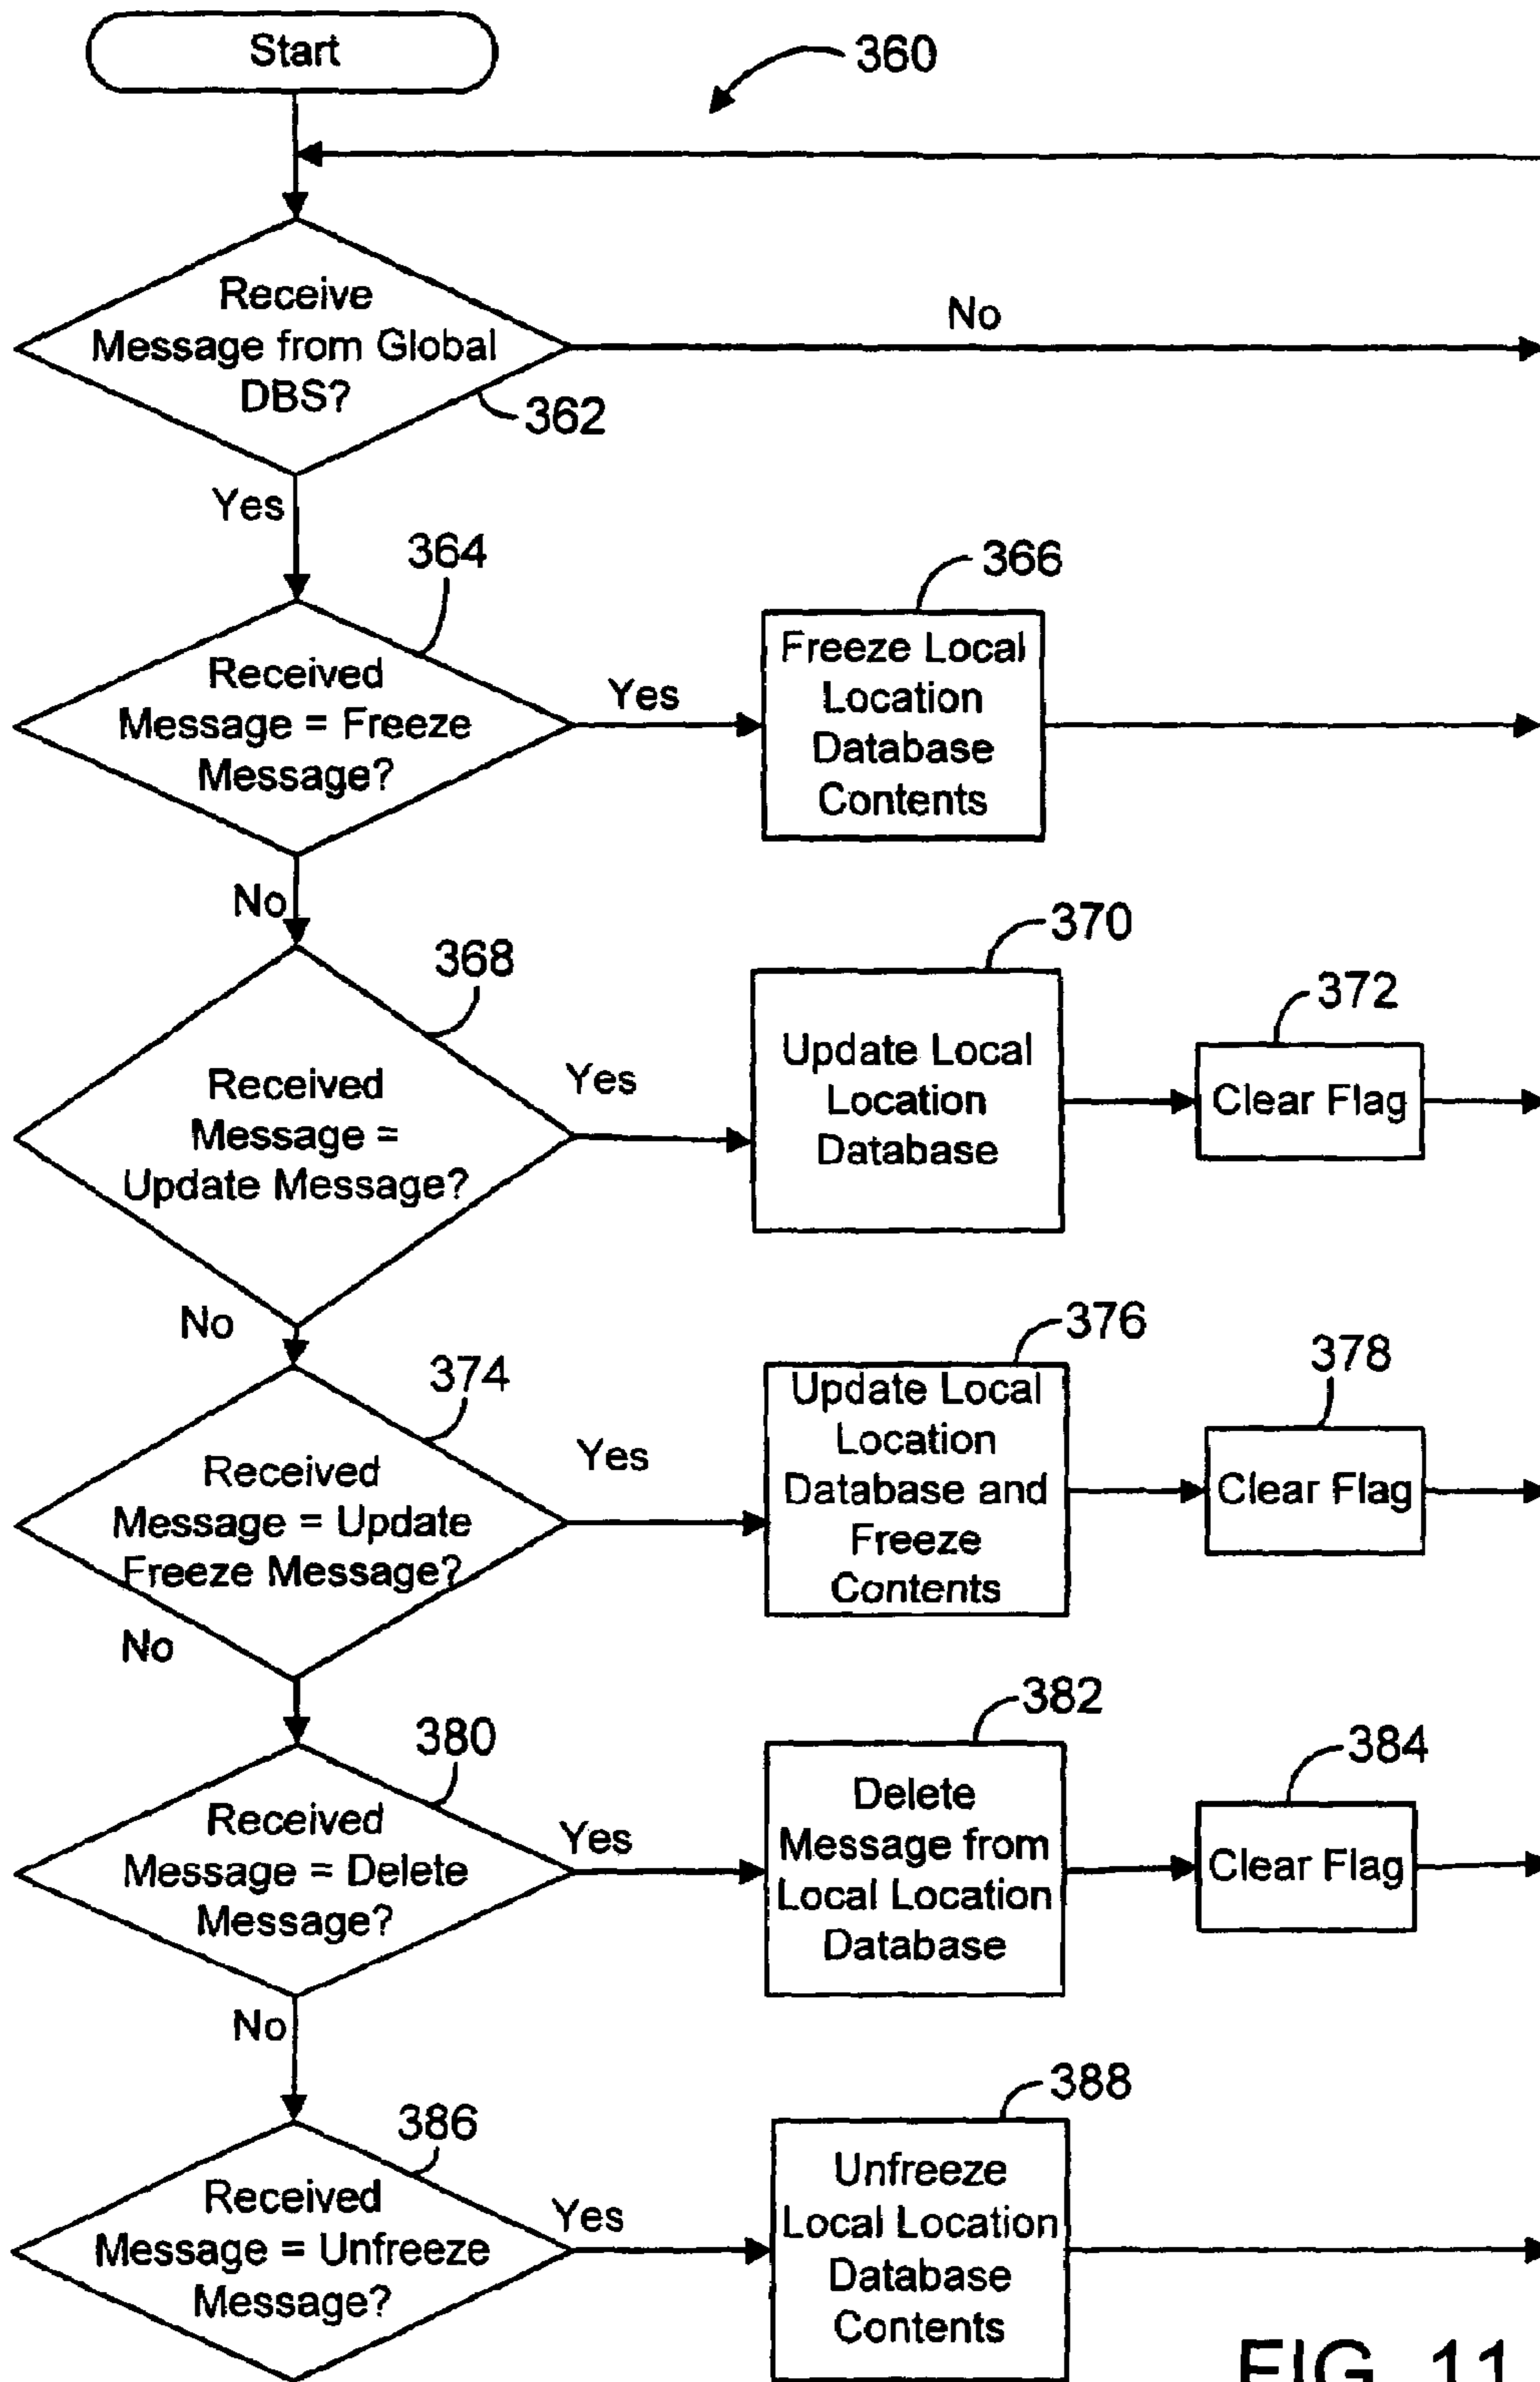 Start
360
Receive
Message from Global
DBS?
No
362
Yes
364
366
Received
Message = Freeze
Message?
Yes
Freeze Local
Location
Database
Contents
No
368
370
372
Received
Message =
Update Message?
Yes
Update Local
Location
Database
Clear Flag
No
374
376
378
Received
Message = Update
Freeze Message?
Yes
Update Local
Location
Database and
Freeze
Contents
Clear Flag
No
380
382
384
Received
Message = Delete
Message?
Yes
Delete
Message from
Local Location
Database
Clear Flag
No
386
388
Received
Message = Unfreeze
Message?
Yes
Unfreeze
Local Location
Database
Contents
FIG. 11